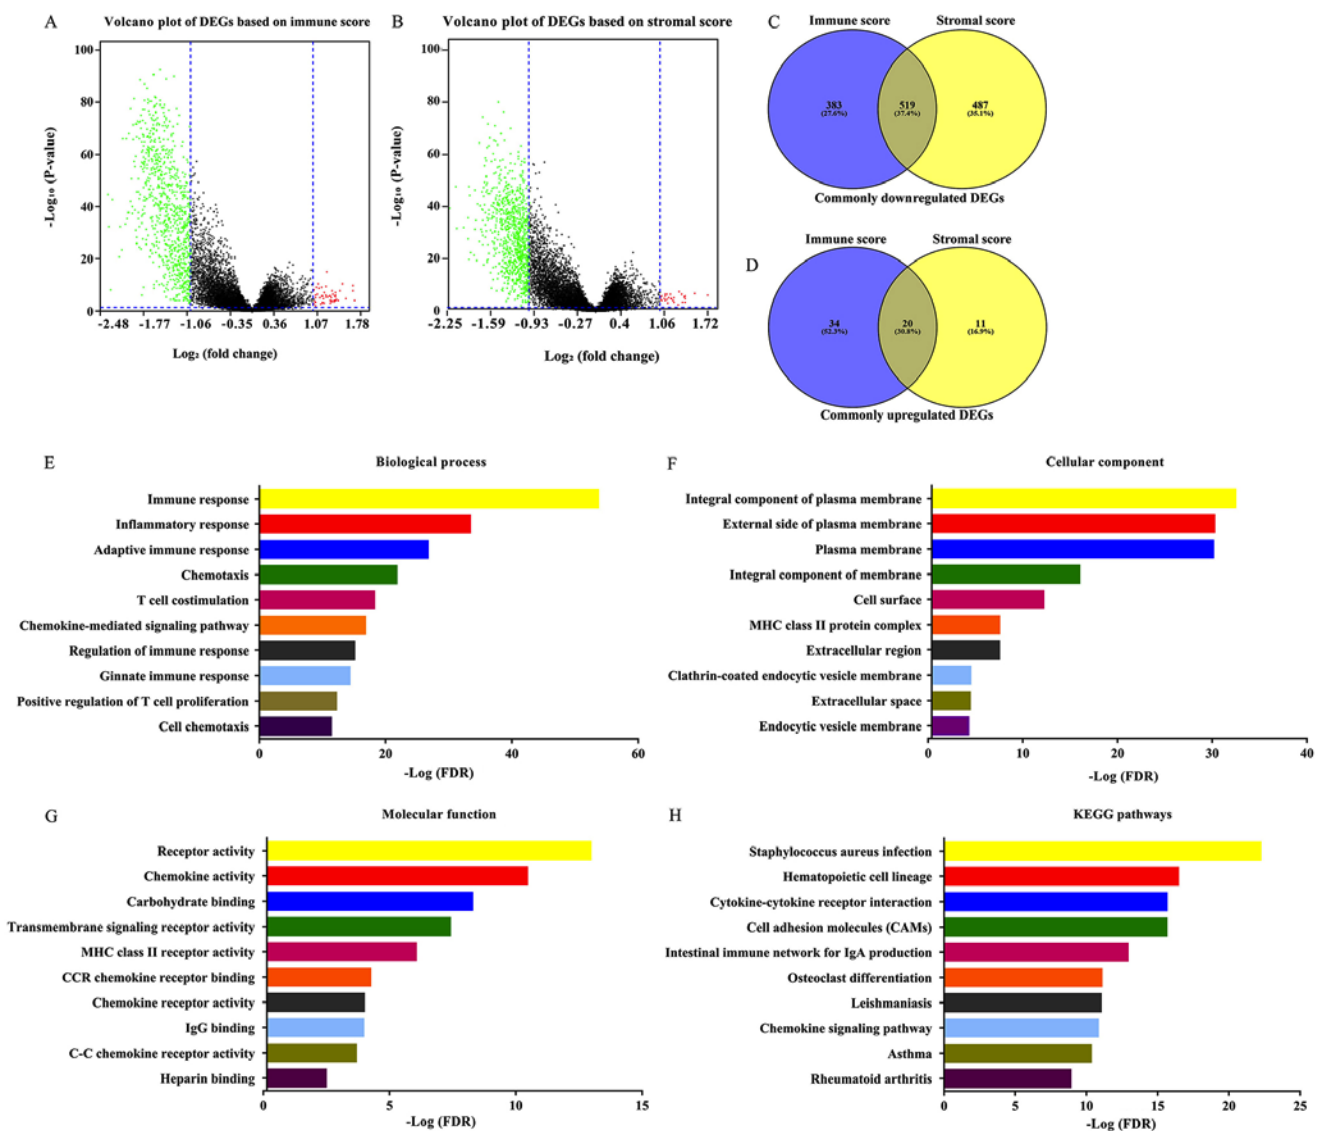 A
Volcano plot of DEGs based on immune score
100
80
60
40
20
0
-Log₁₀ (P-value)
-2.48 -1.77 -1.06 -0.35 0.36 1.07 1.78
Log₂ (fold change)
B
Volcano plot of DEGs based on stromal score
100
80
60
40
20
0
-Log₁₀ (P-value)
-2.25 -1.59 -0.93 -0.27 0.4 1.06 1.72
Log₂ (fold change)
C
Immune score Stromal score
383 519 487
(27.6%) (37.4%) (35.1%)
Commonly downregulated DEGs
D
Immune score Stromal score
34 20 11
(52.3%) (30.8%) (16.9%)
Commonly upregulated DEGs
E
Biological process
Immune response
Inflammatory response
Adaptive immune response
Chemotaxis
T cell costimulation
Chemokine-mediated signaling pathway
Regulation of immune response
Ginnate immune response
Positive regulation of T cell proliferation
Cell chemotaxis
0 20 40 60
-Log (FDR)
F
Cellular component
Integral component of plasma membrane
External side of plasma membrane
Plasma membrane
Integral component of membrane
Cell surface
MHC class II protein complex
Extracellular region
Clathrin-coated endocytic vesicle membrane
Extracellular space
Endocytic vesicle membrane
0 10 20 30 40
-Log (FDR)
G
Molecular function
Receptor activity
Chemokine activity
Carbohydrate binding
Transmembrane signaling receptor activity
MHC class II receptor activity
CCR chemokine receptor binding
Chemokine receptor activity
IgG binding
C-C chemokine receptor activity
Heparin binding
0 5 10 15
-Log (FDR)
H
KEGG pathways
Staphylococcus aureus infection
Hematopoietic cell lineage
Cytokine-cytokine receptor interaction
Cell adhesion molecules (CAMs)
Intestinal immune network for IgA production
Osteoclast differentiation
Leishmaniasis
Chemokine signaling pathway
Asthma
Rheumatoid arthritis
0 5 10 15 20 25
-Log (FDR)